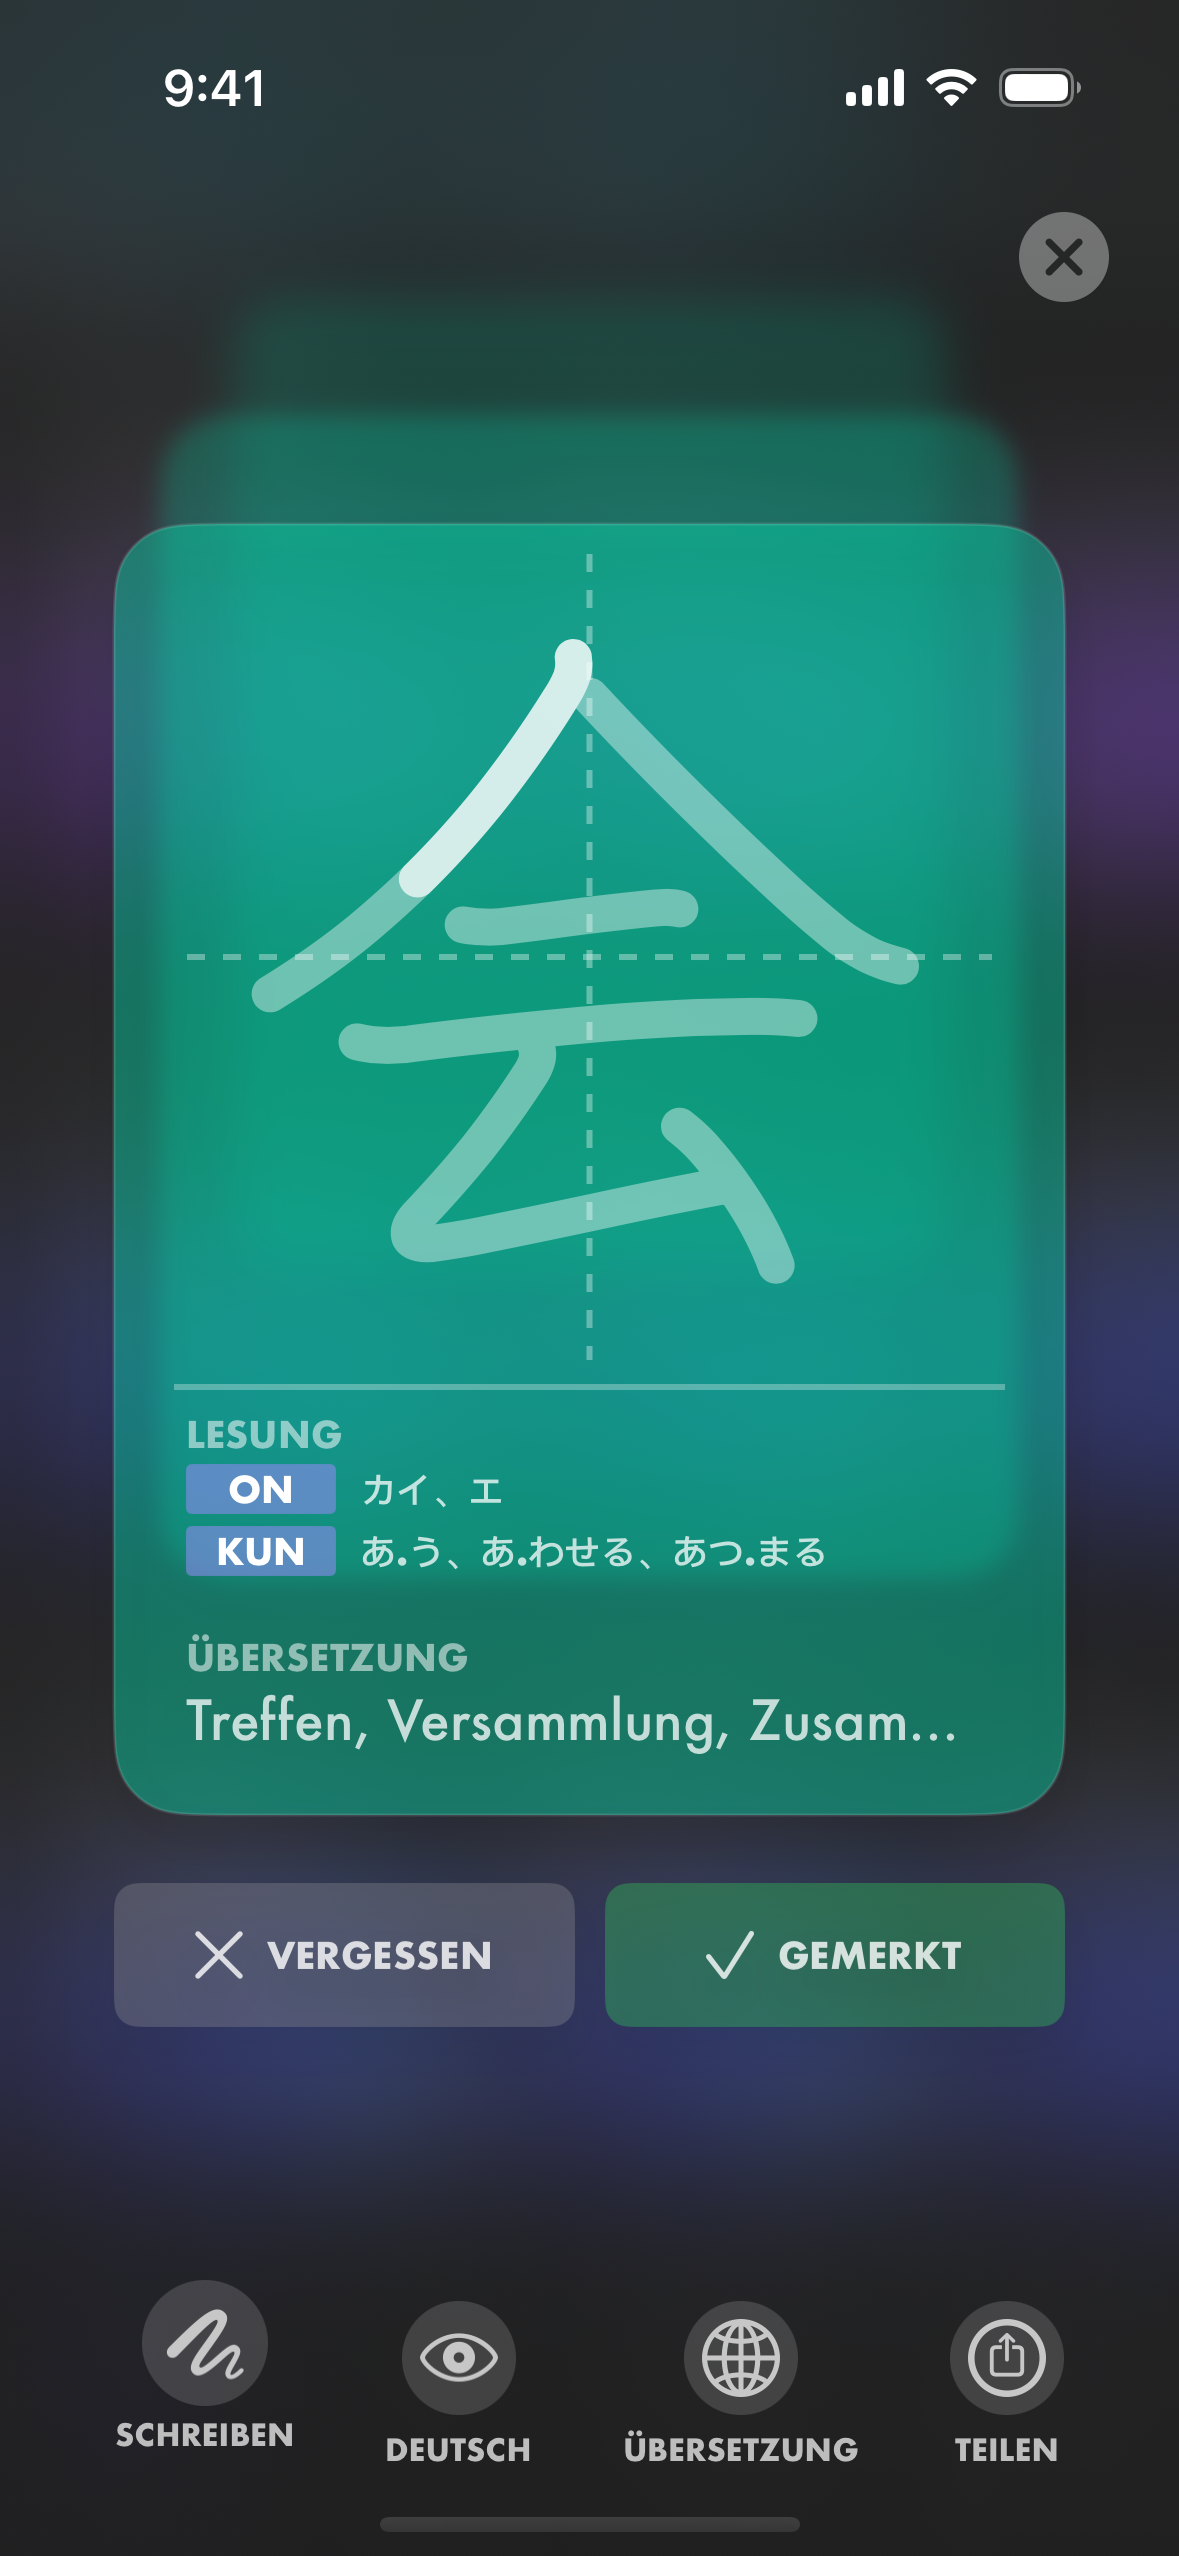 9:41
会
LESUNG
ON カイ、エ
KUN あ.う、あ.わせる、あつ.まる
ÜBERSETZUNG
Treffen, Versammlung, Zusam...
VERGESSEN GEMERKT
SCHREIBEN DEUTSCH ÜBERSETZUNG TEILEN